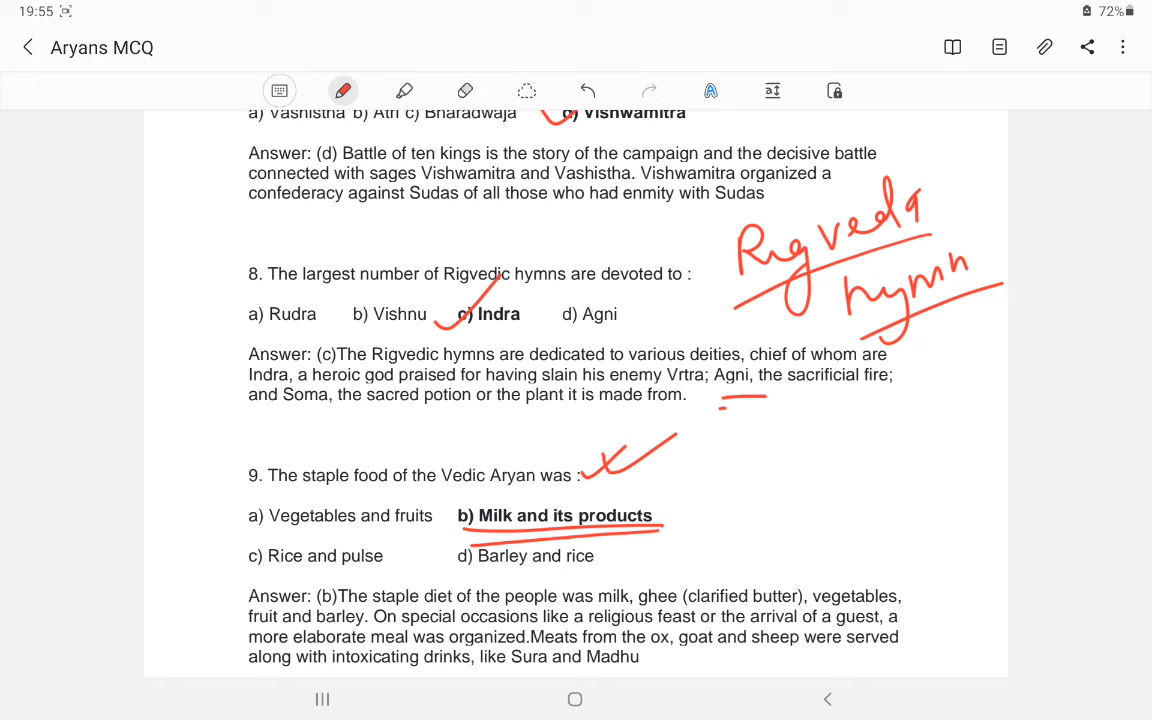 19:55
72%
Aryans MCQ
a) Vashistha b) Atri c) Bharadwaja d) Vishwamitra
Answer: (d) Battle of ten kings is the story of the campaign and the decisive battle
connected with sages Vishwamitra and Vashistha. Vishwamitra organized a
confederacy against Sudas of all those who had enmity with Sudas
Rigveda
hymn
8. The largest number of Rigvedic hymns are devoted to :
a) Rudra b) Vishnu c) Indra d) Agni
Answer: (c)The Rigvedic hymns are dedicated to various deities, chief of whom are
Indra, a heroic god praised for having slain his enemy Vrtra; Agni, the sacrificial fire;
and Soma, the sacred potion or the plant it is made from.
9. The staple food of the Vedic Aryan was :
a) Vegetables and fruits b) Milk and its products
c) Rice and pulse d) Barley and rice
Answer: (b)The staple diet of the people was milk, ghee (clarified butter), vegetables,
fruit and barley. On special occasions like a religious feast or the arrival of a guest, a
more elaborate meal was organized.Meats from the ox, goat and sheep were served
along with intoxicating drinks, like Sura and Madhu